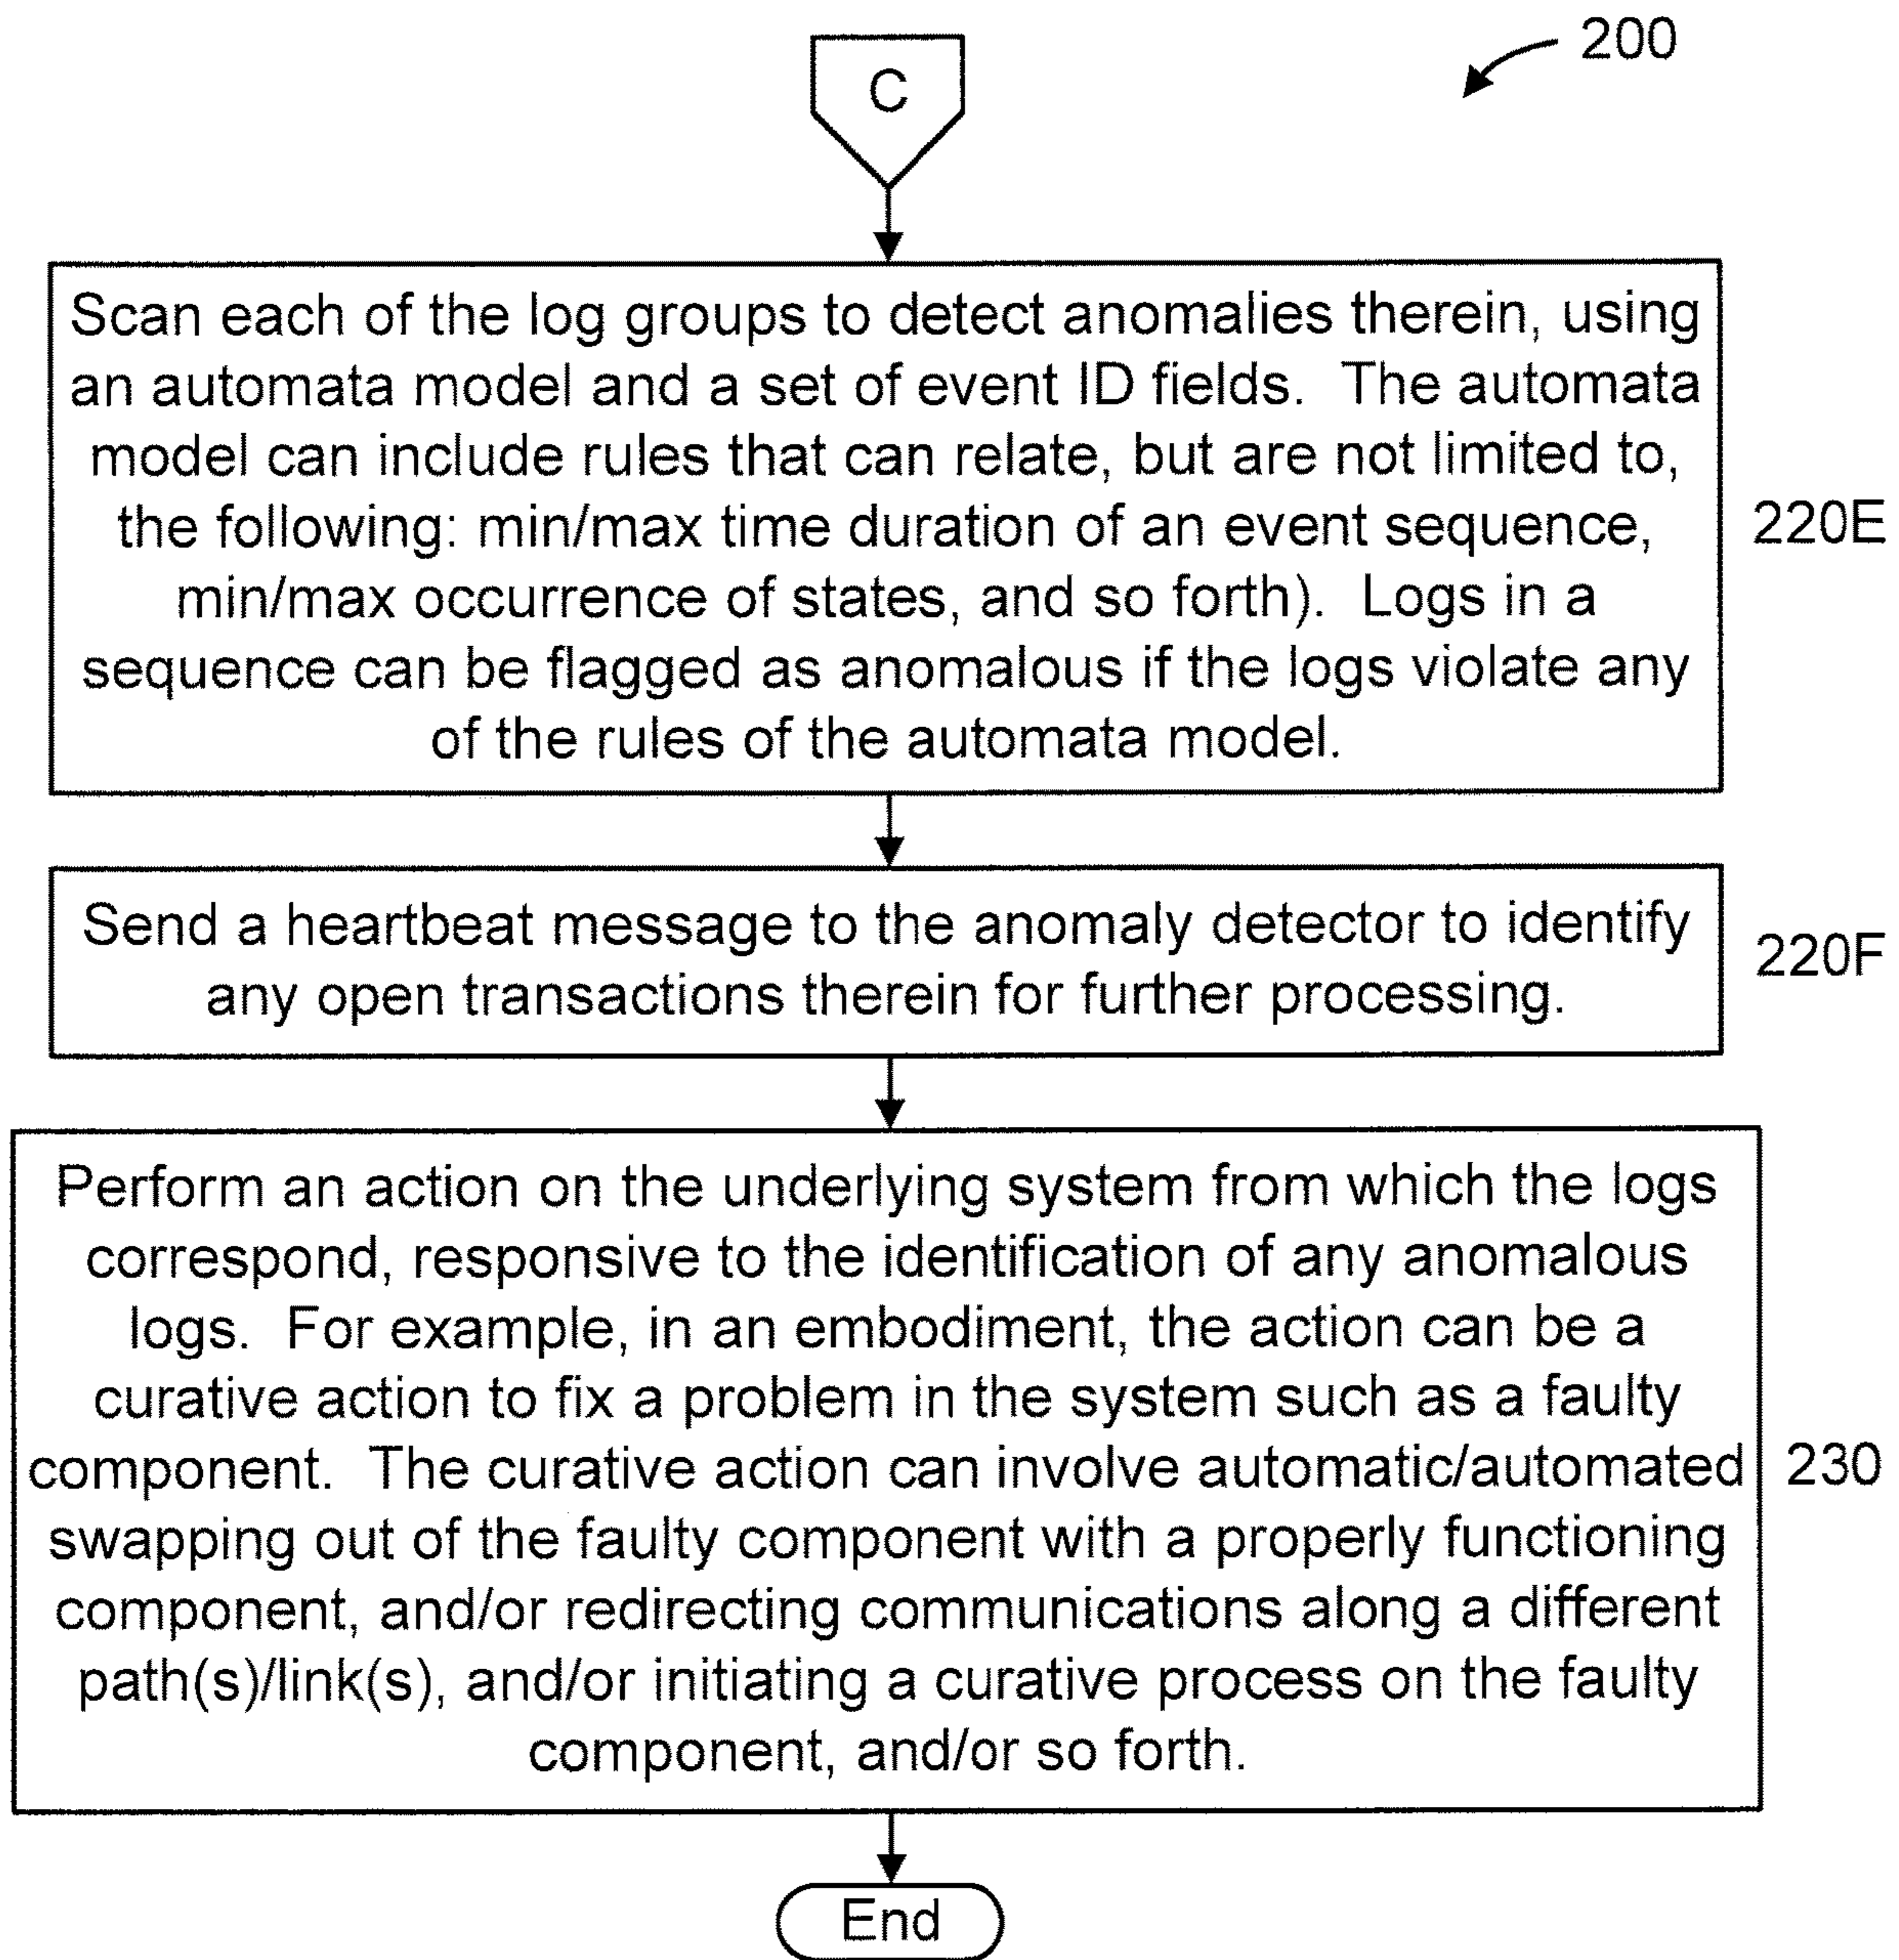 200
C
Scan each of the log groups to detect anomalies therein, using
an automata model and a set of event ID fields.  The automata
model can include rules that can relate, but are not limited to,
the following: min/max time duration of an event sequence,
min/max occurrence of states, and so forth).  Logs in a
sequence can be flagged as anomalous if the logs violate any
of the rules of the automata model.
220E
Send a heartbeat message to the anomaly detector to identify
any open transactions therein for further processing.
220F
Perform an action on the underlying system from which the logs
correspond, responsive to the identification of any anomalous
logs.  For example, in an embodiment, the action can be a
curative action to fix a problem in the system such as a faulty
component.  The curative action can involve automatic/automated
swapping out of the faulty component with a properly functioning
component, and/or redirecting communications along a different
path(s)/link(s), and/or initiating a curative process on the faulty
component, and/or so forth.
230
End